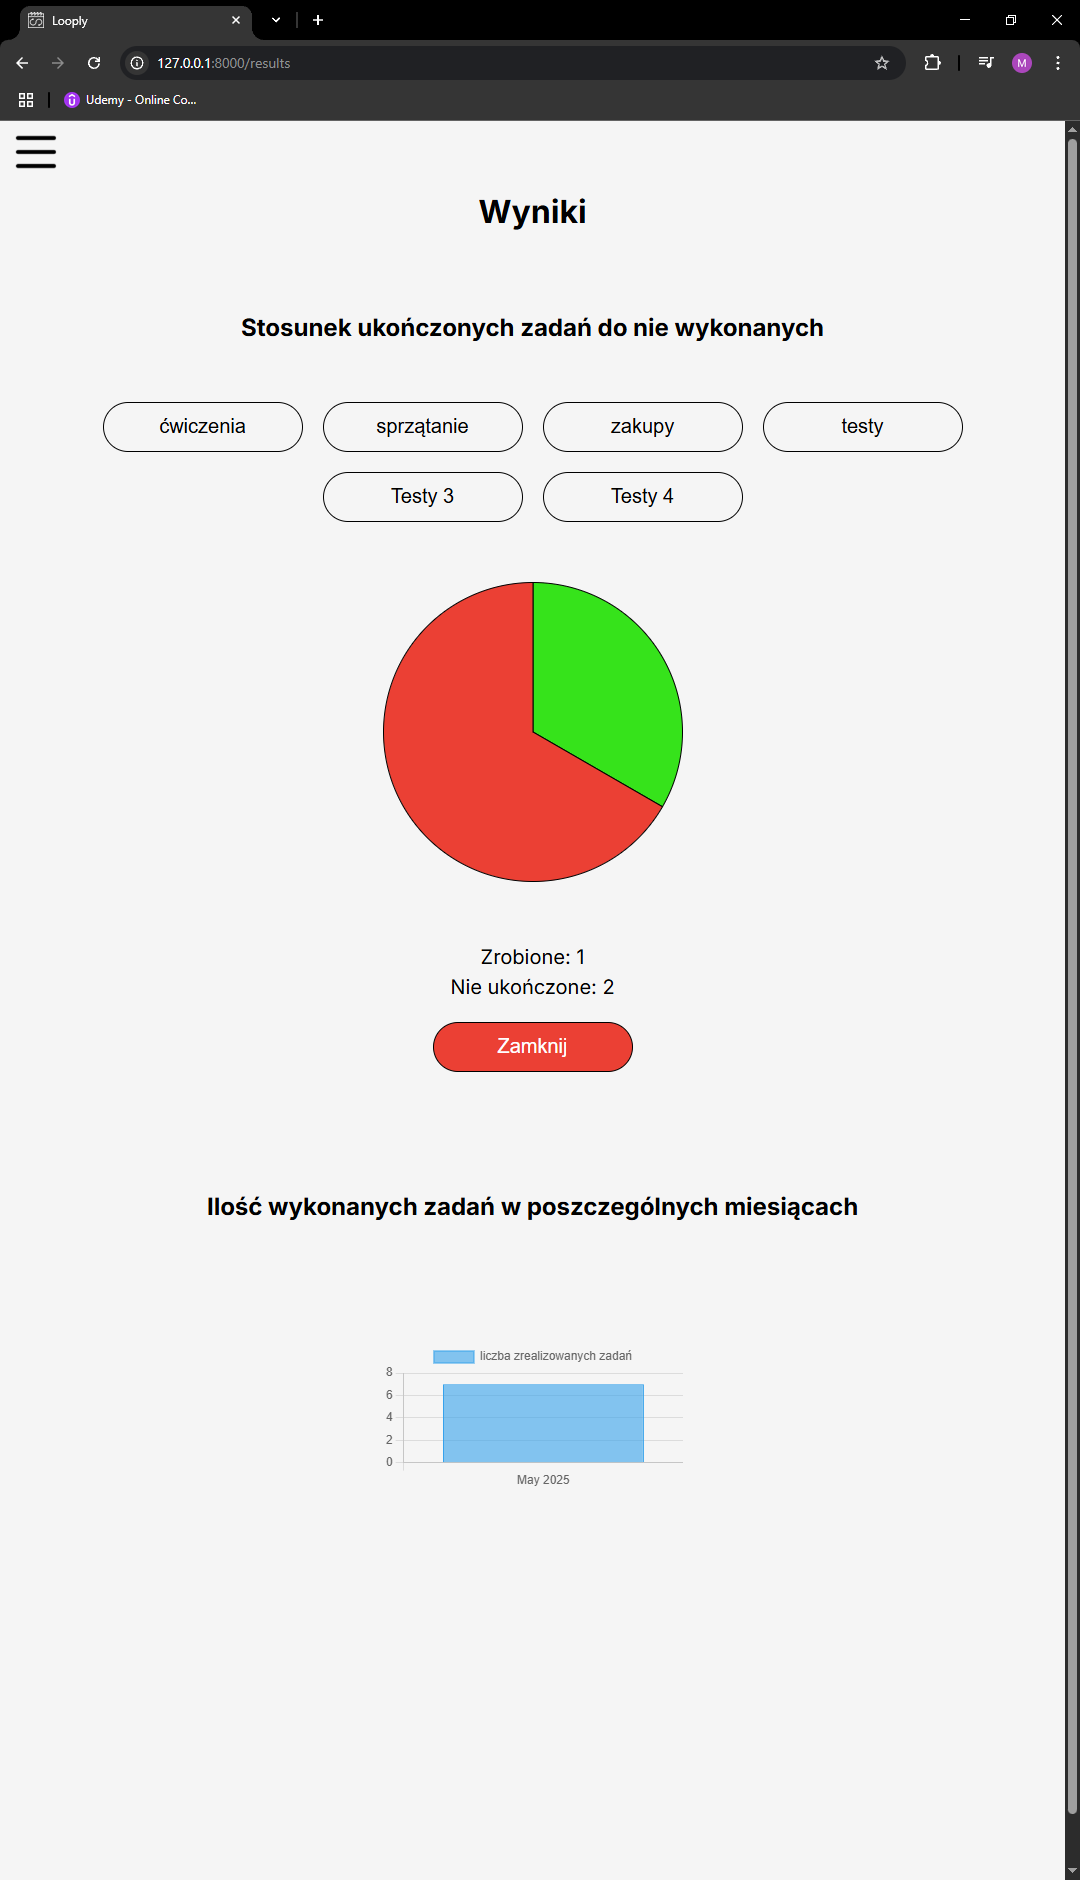 Looply
127.0.0.1:8000/results
M
Udemy - Online Co...
Wyniki
Stosunek ukończonych zadań do nie wykonanych
ćwiczenia
sprzątanie
zakupy
testy
Testy 3
Testy 4
Zrobione: 1
Nie ukończone: 2
Zamknij
Ilość wykonanych zadań w poszczególnych miesiącach
liczba zrealizowanych zadań
8
6
4
2
0
May 2025